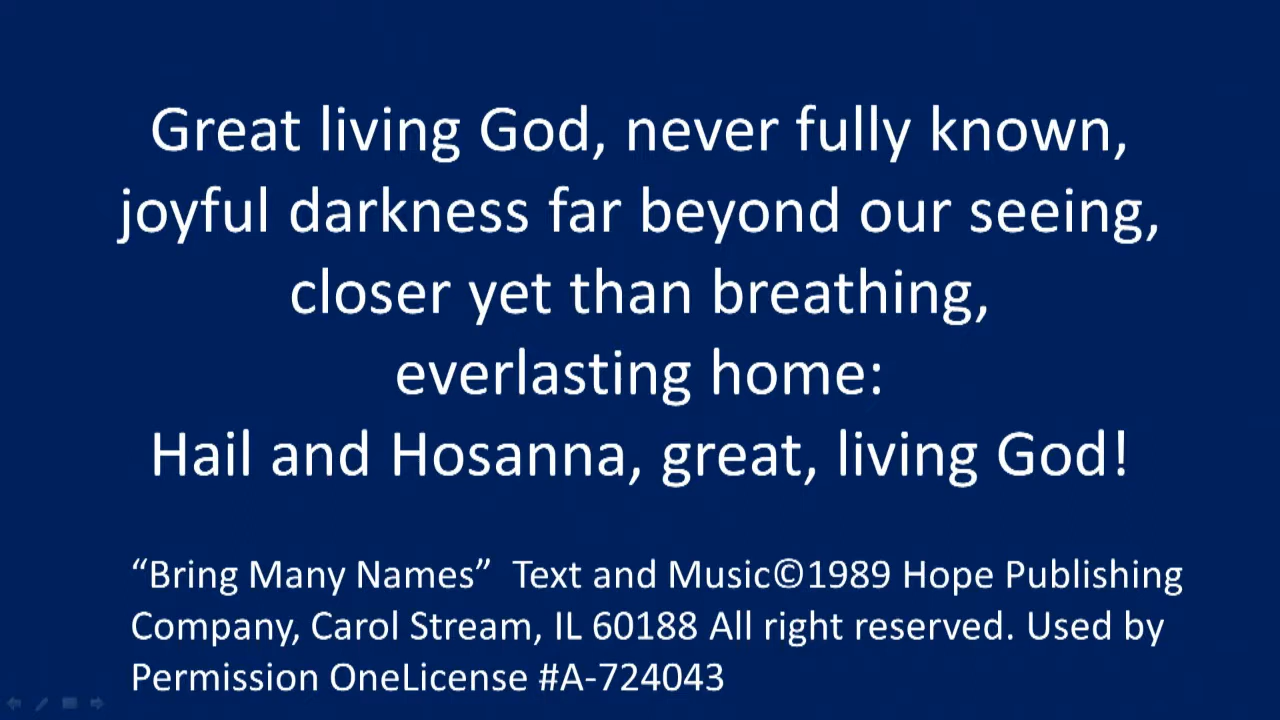 Great living God, never fully known,
joyful darkness far beyond our seeing,
closer yet than breathing,
everlasting home:
Hail and Hosanna, great, living God!
“Bring Many Names”  Text and Music©1989 Hope Publishing
Company, Carol Stream, IL 60188 All right reserved. Used by
Permission OneLicense #A-724043